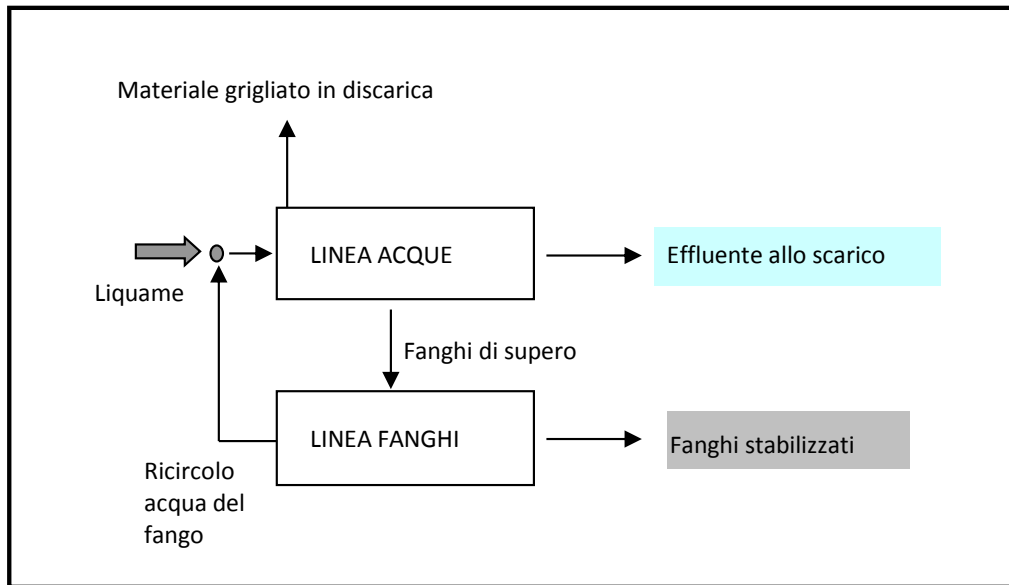 Materiale grigliato in discarica
LINEA ACQUE
Effluente allo scarico
Liquame
Fanghi di supero
LINEA FANGHI
Fanghi stabilizzati
Ricircolo
acqua del
fango